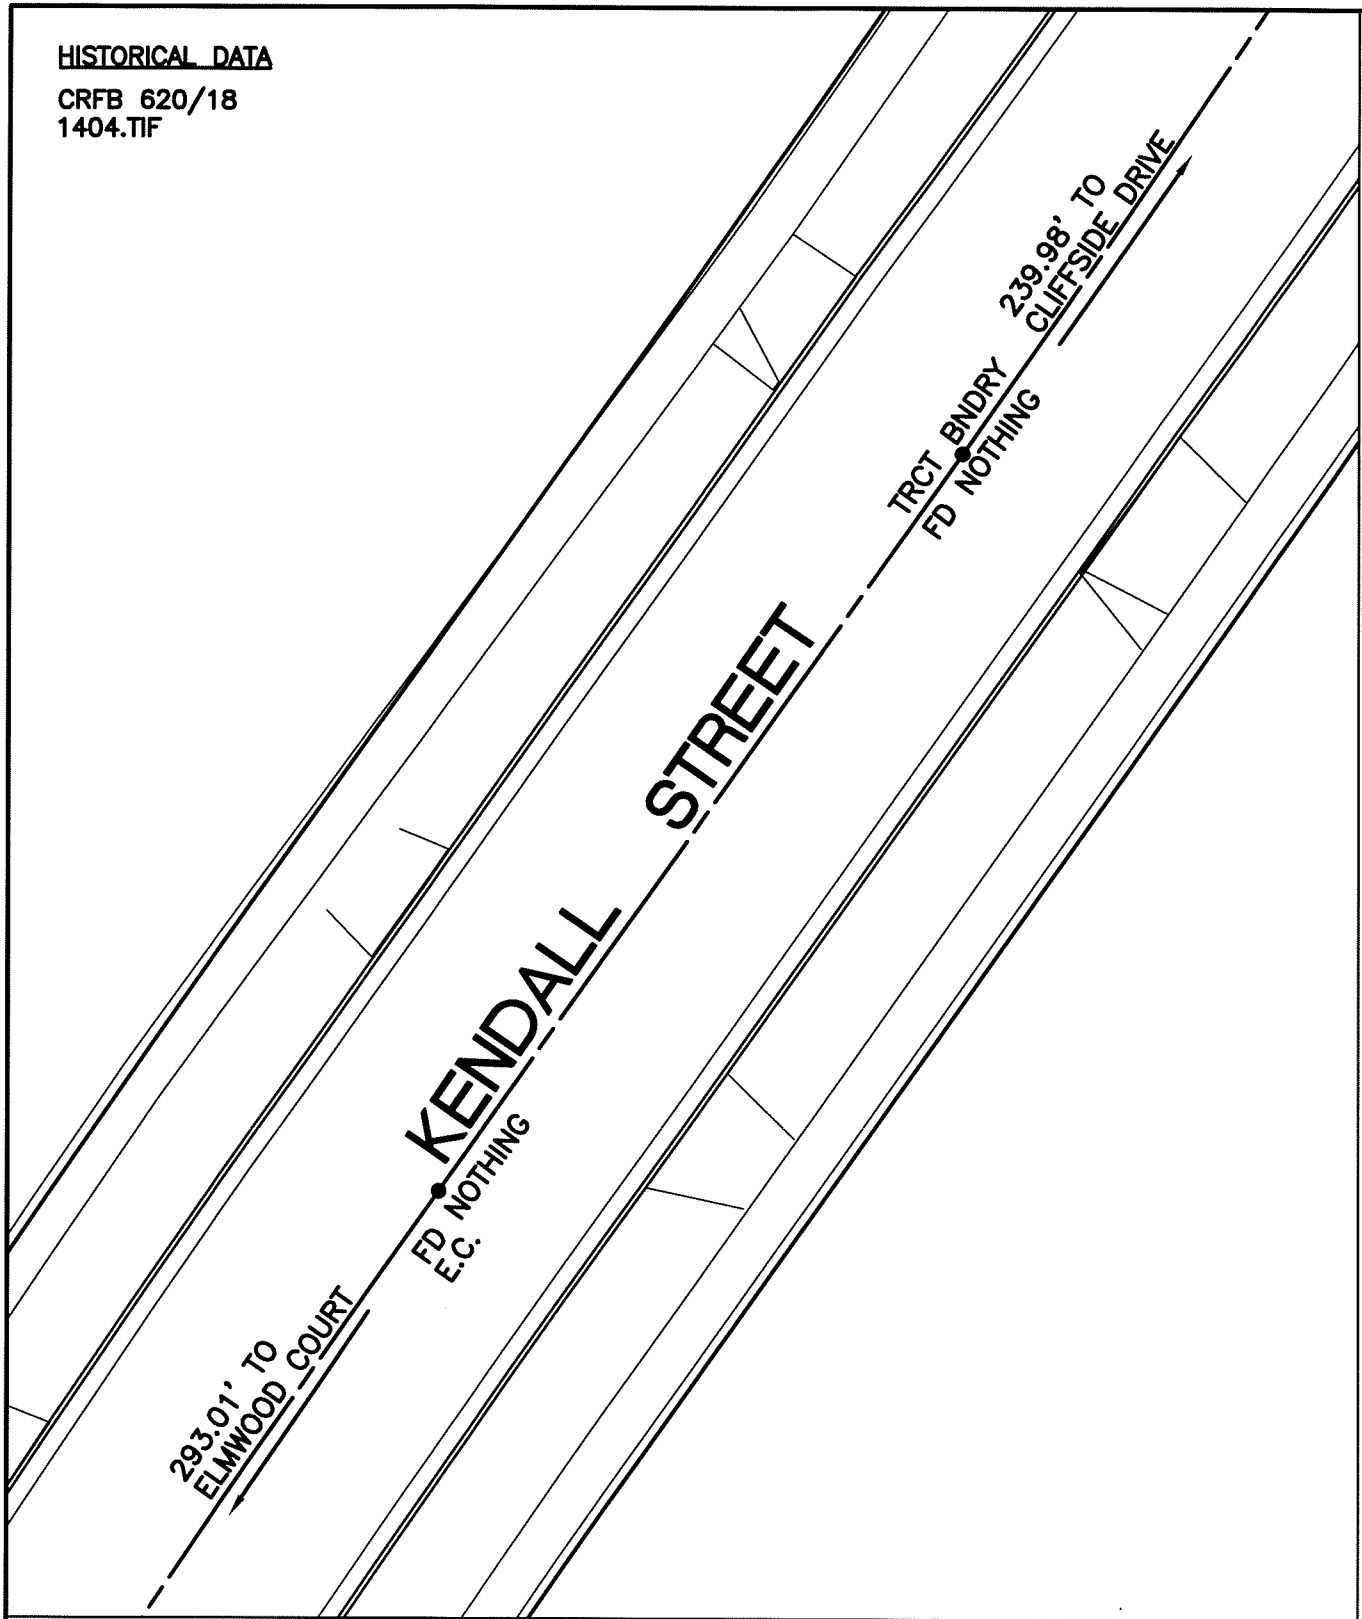 HISTORICAL DATA
CRFB 620/18
1404.TIF
239.98' TO
CLIFFSIDE DRIVE
TRCT BNDRY
FD NOTHING
KENDALL STREET
FD NOTHING
E.C.
293.01' TO
ELMWOOD COURT